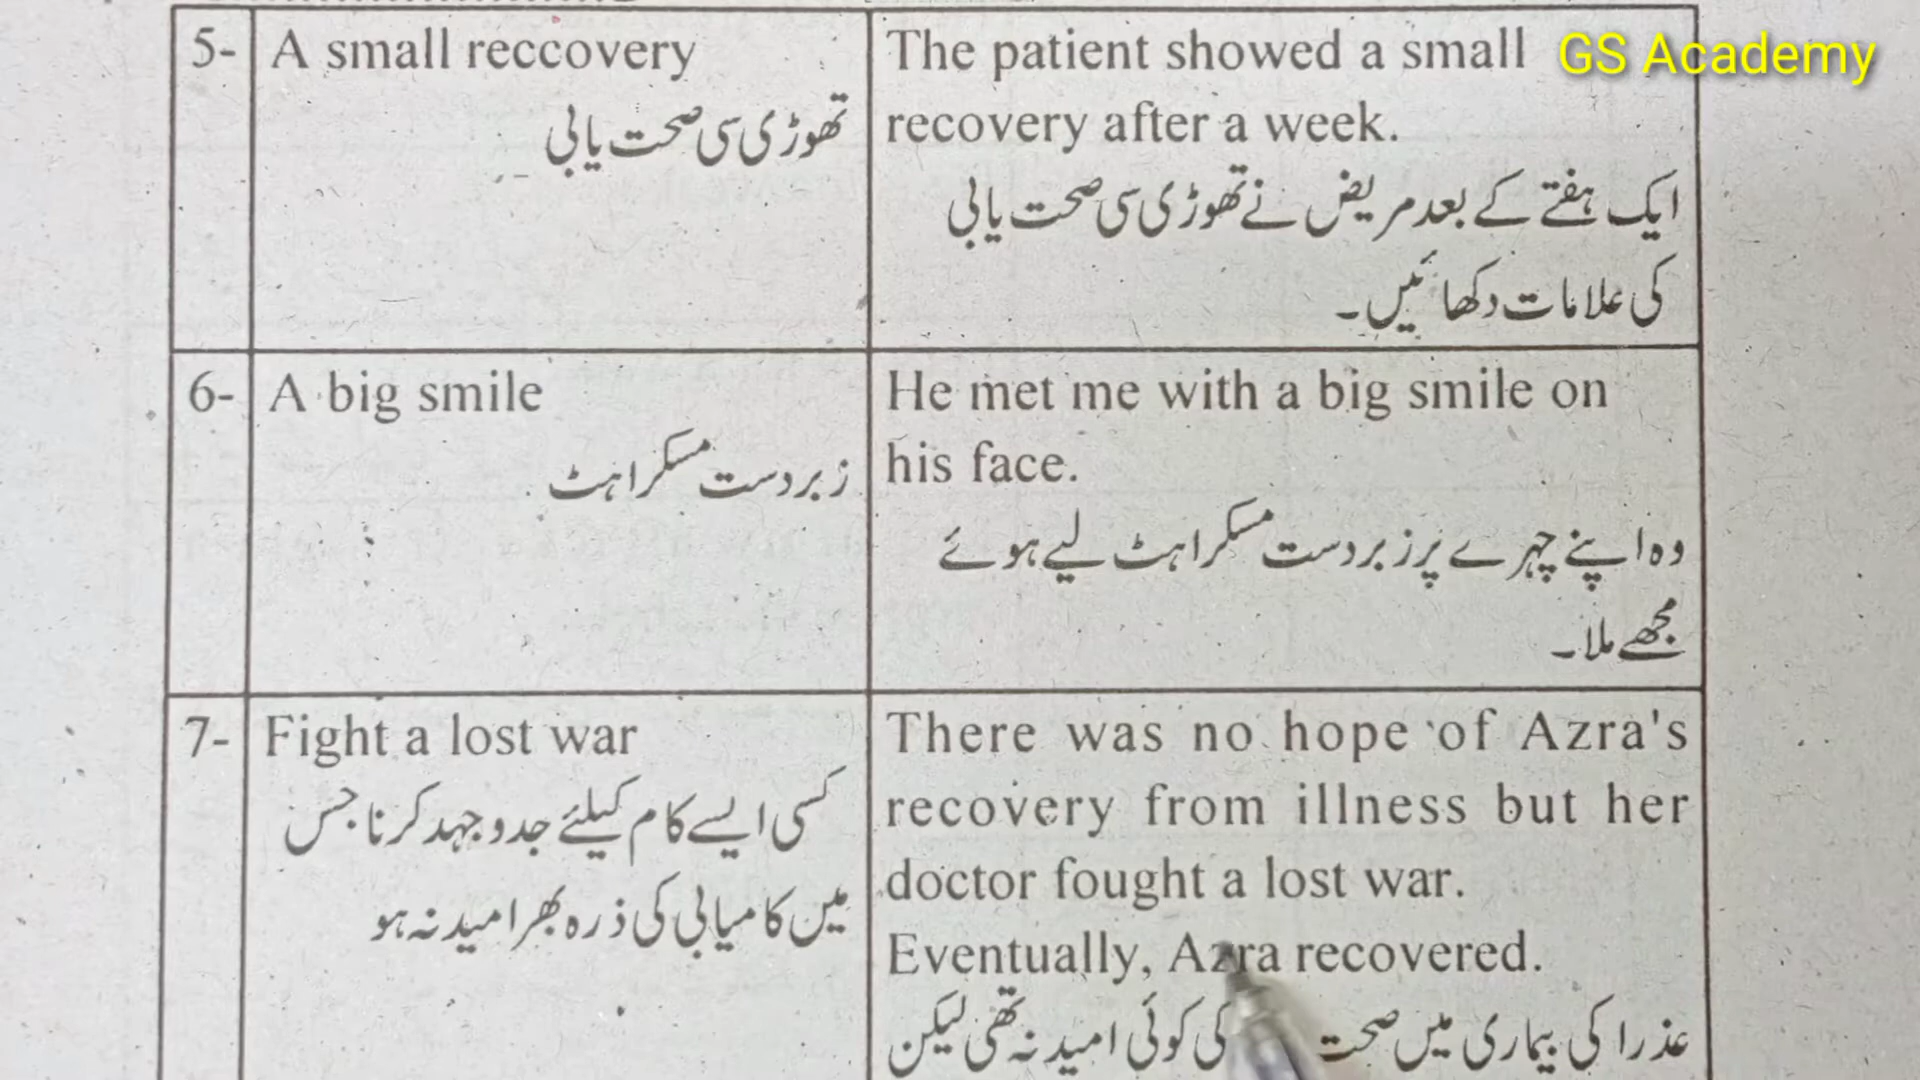 5-
A small reccovery
تھوڑی سی صحت یابی
The patient showed a small
recovery after a week.
ایک ہفتے کے بعد مریض نے تھوڑی سی صحت یابی
کی علامات دکھائیں۔
GS Academy
6-
A big smile
زبردست مسکراہٹ
He met me with a big smile on
his face.
وہ اپنے چہرے پر زبردست مسکراہٹ لیے ہوئے
مجھے ملا۔
7-
Fight a lost war
کسی ایسے کام کیلئے جدوجہد کرنا جس
میں کامیابی کی ذرہ بھر امید نہ ہو
There was no hope of Azra's
recovery from illness but her
doctor fought a lost war.
Eventually, Azra recovered.
عذرا کی بیماری میں صحت کی کوئی امید نہ تھی لیکن